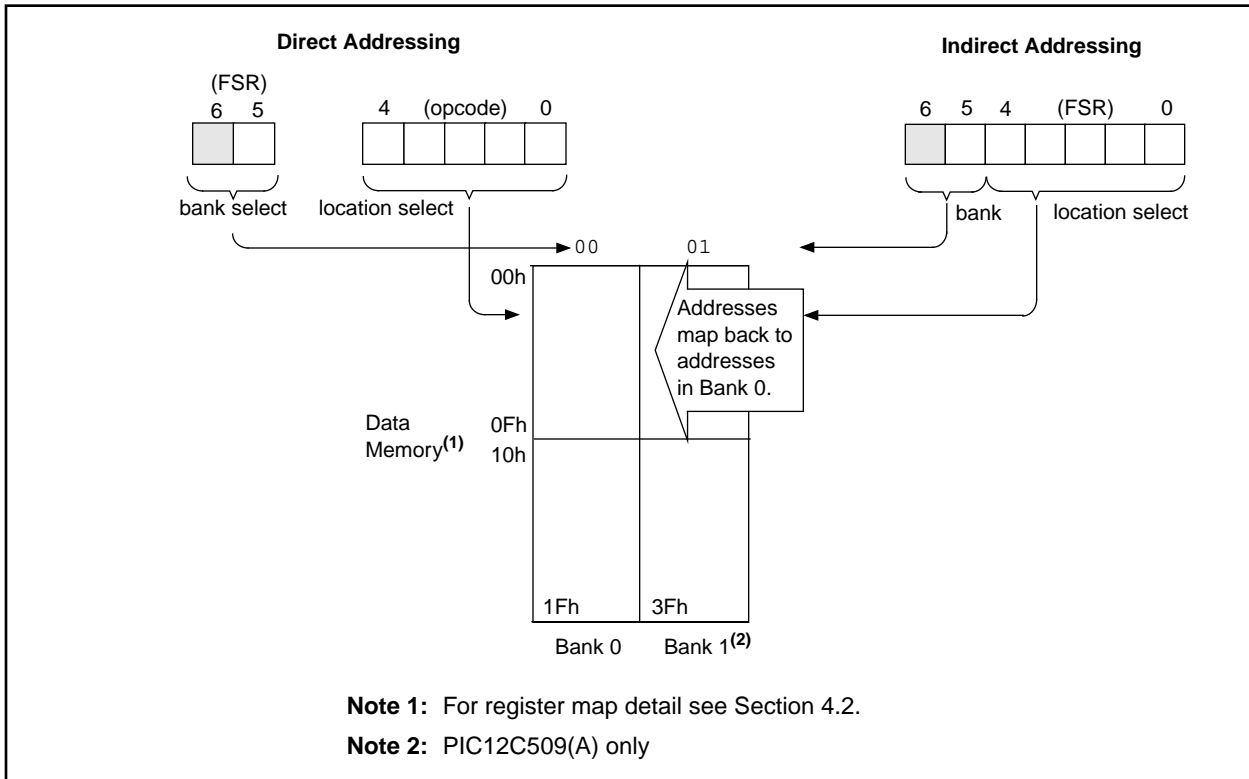 Direct Addressing
Indirect Addressing
(FSR)
6 5
4 (opcode) 0
6 5 4 (FSR) 0
bank select
location select
bank
location select
00
01
00h
Addresses
map back to
addresses
in Bank 0.
Data
Memory(1)
0Fh
10h
1Fh
3Fh
Bank 0
Bank 1(2)
Note 1: For register map detail see Section 4.2.
Note 2: PIC12C509(A) only